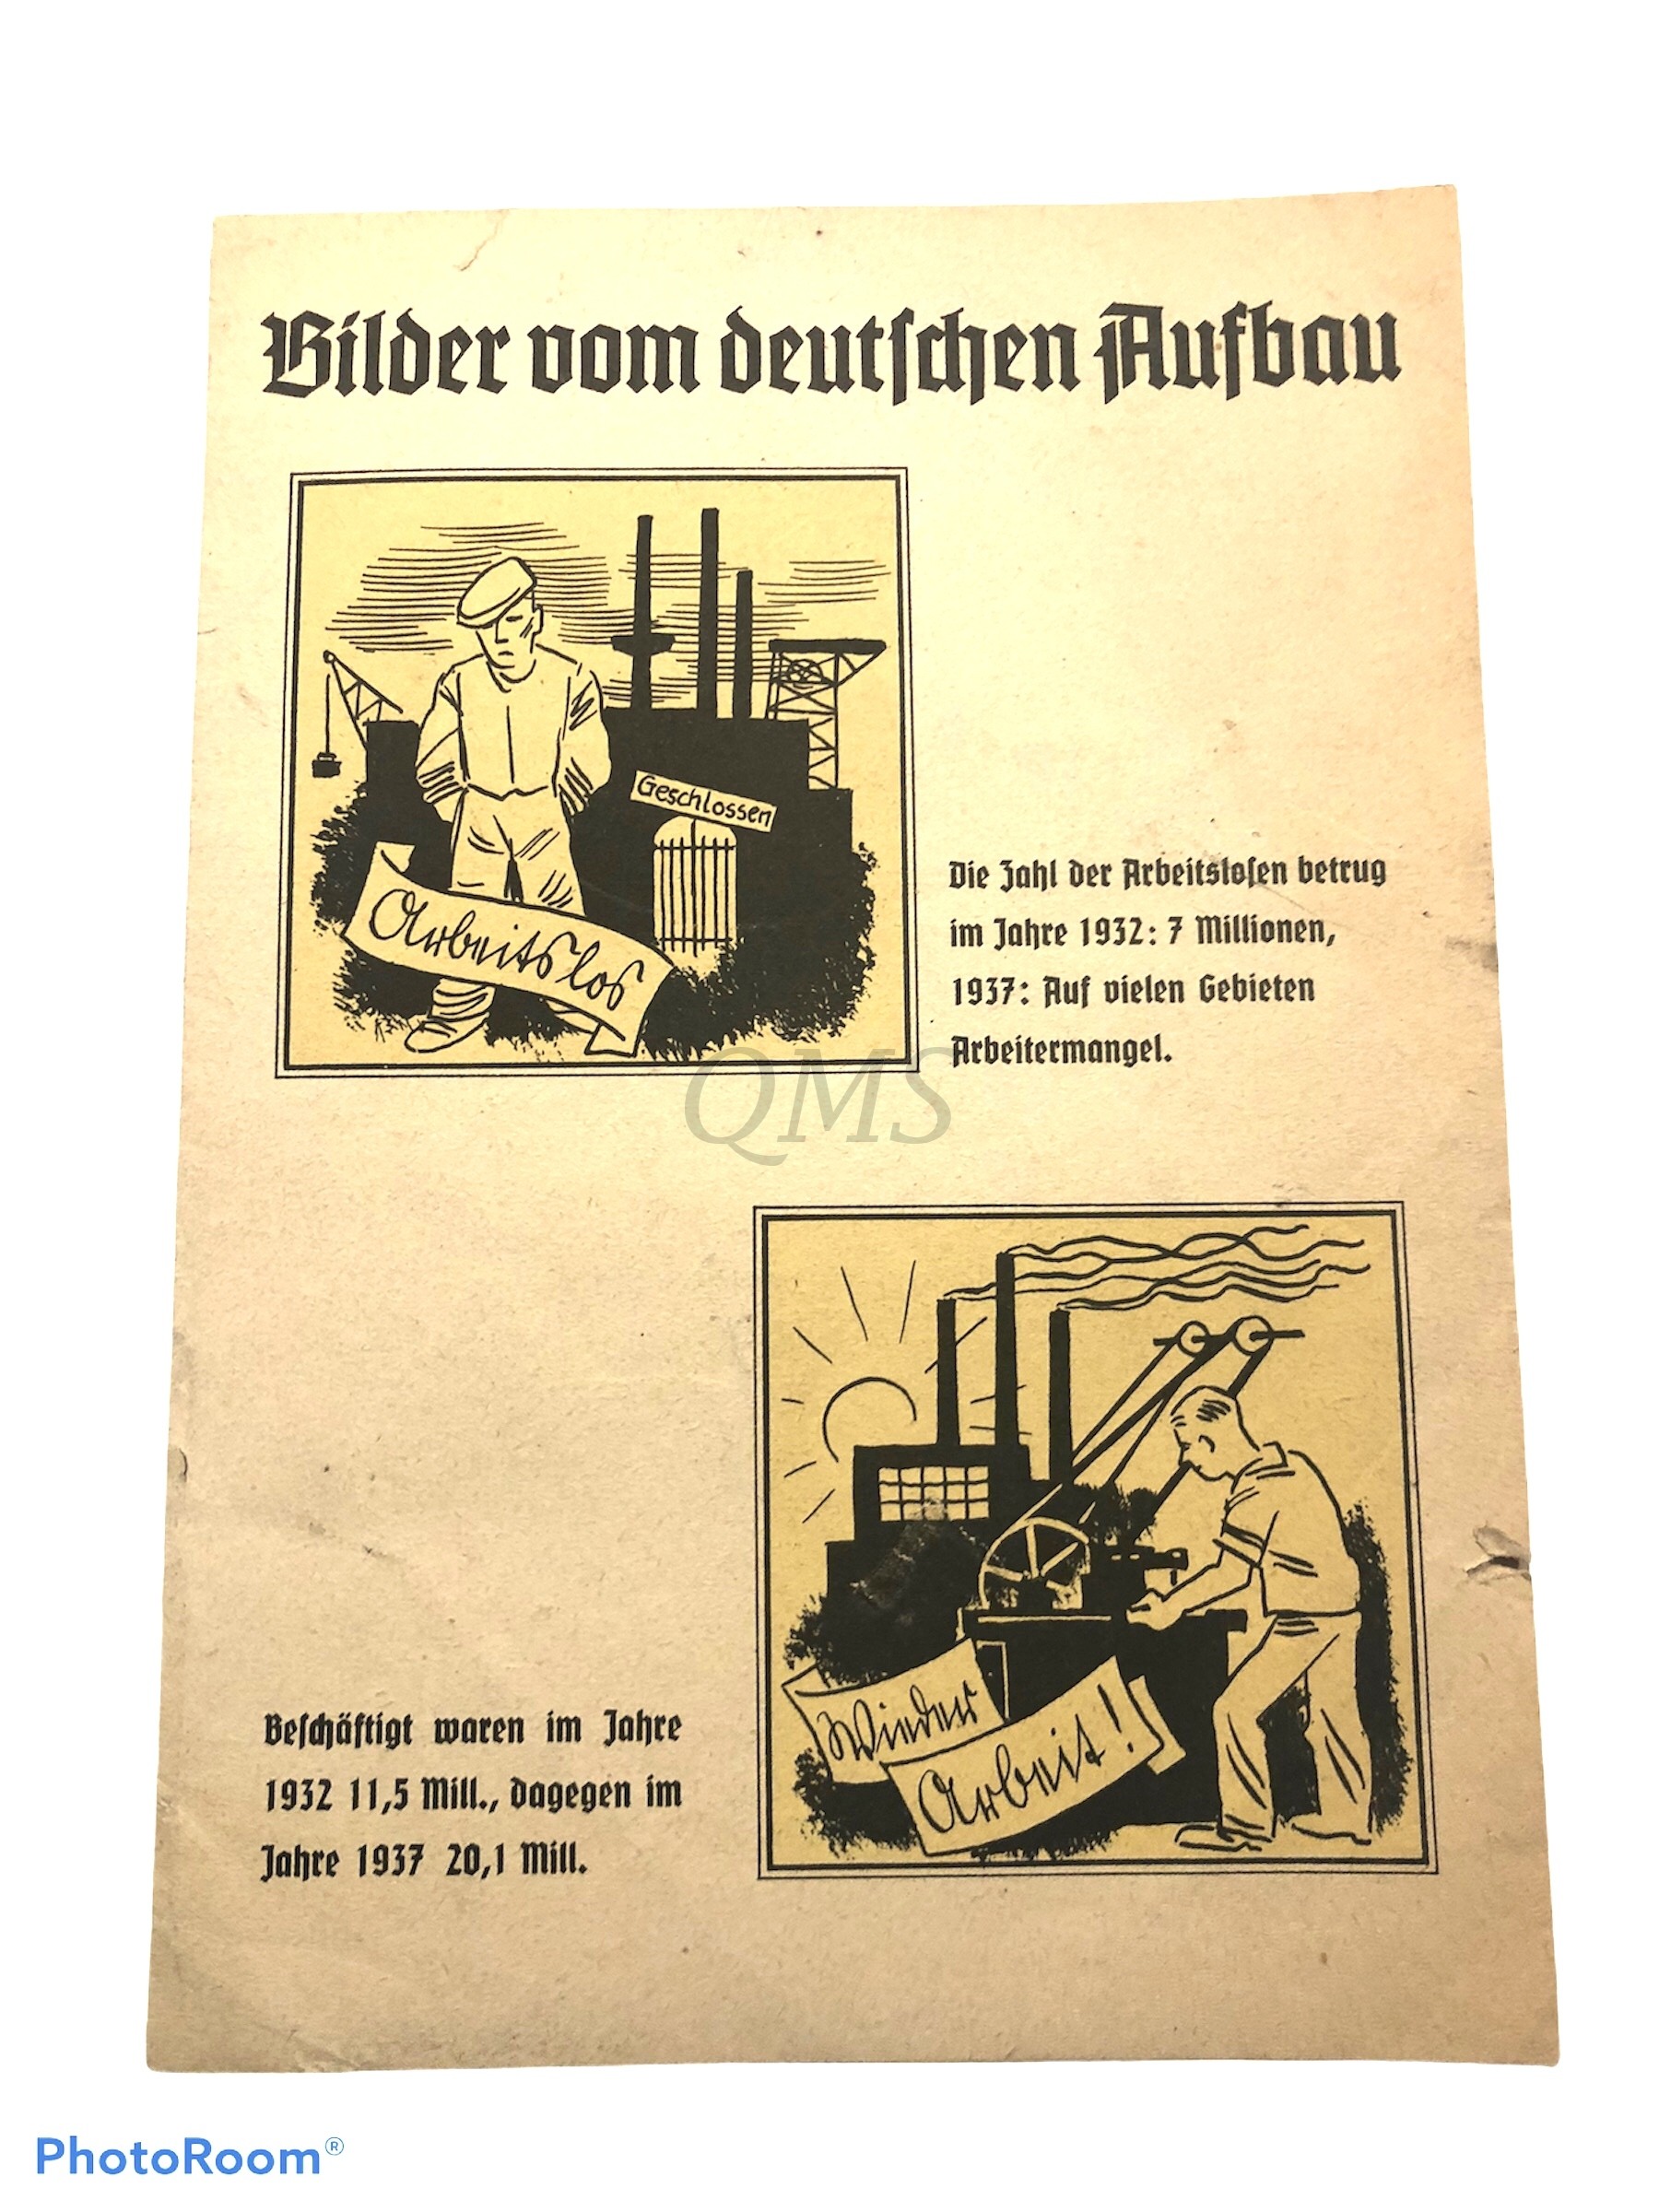 Bilder vom deutſchen Aufbau
Geschlossen
Arbeitslos
Die Zahl der Arbeitsloſen betrug
im Jahre 1932: 7 Millionen,
1937: Auf vielen Gebieten
Arbeitermangel.
QMS
Wieder
Arbeit!
Beſchäftigt waren im Jahre
1932 11,5 Mill., dagegen im
Jahre 1937 20,1 Mill.
PhotoRoom®